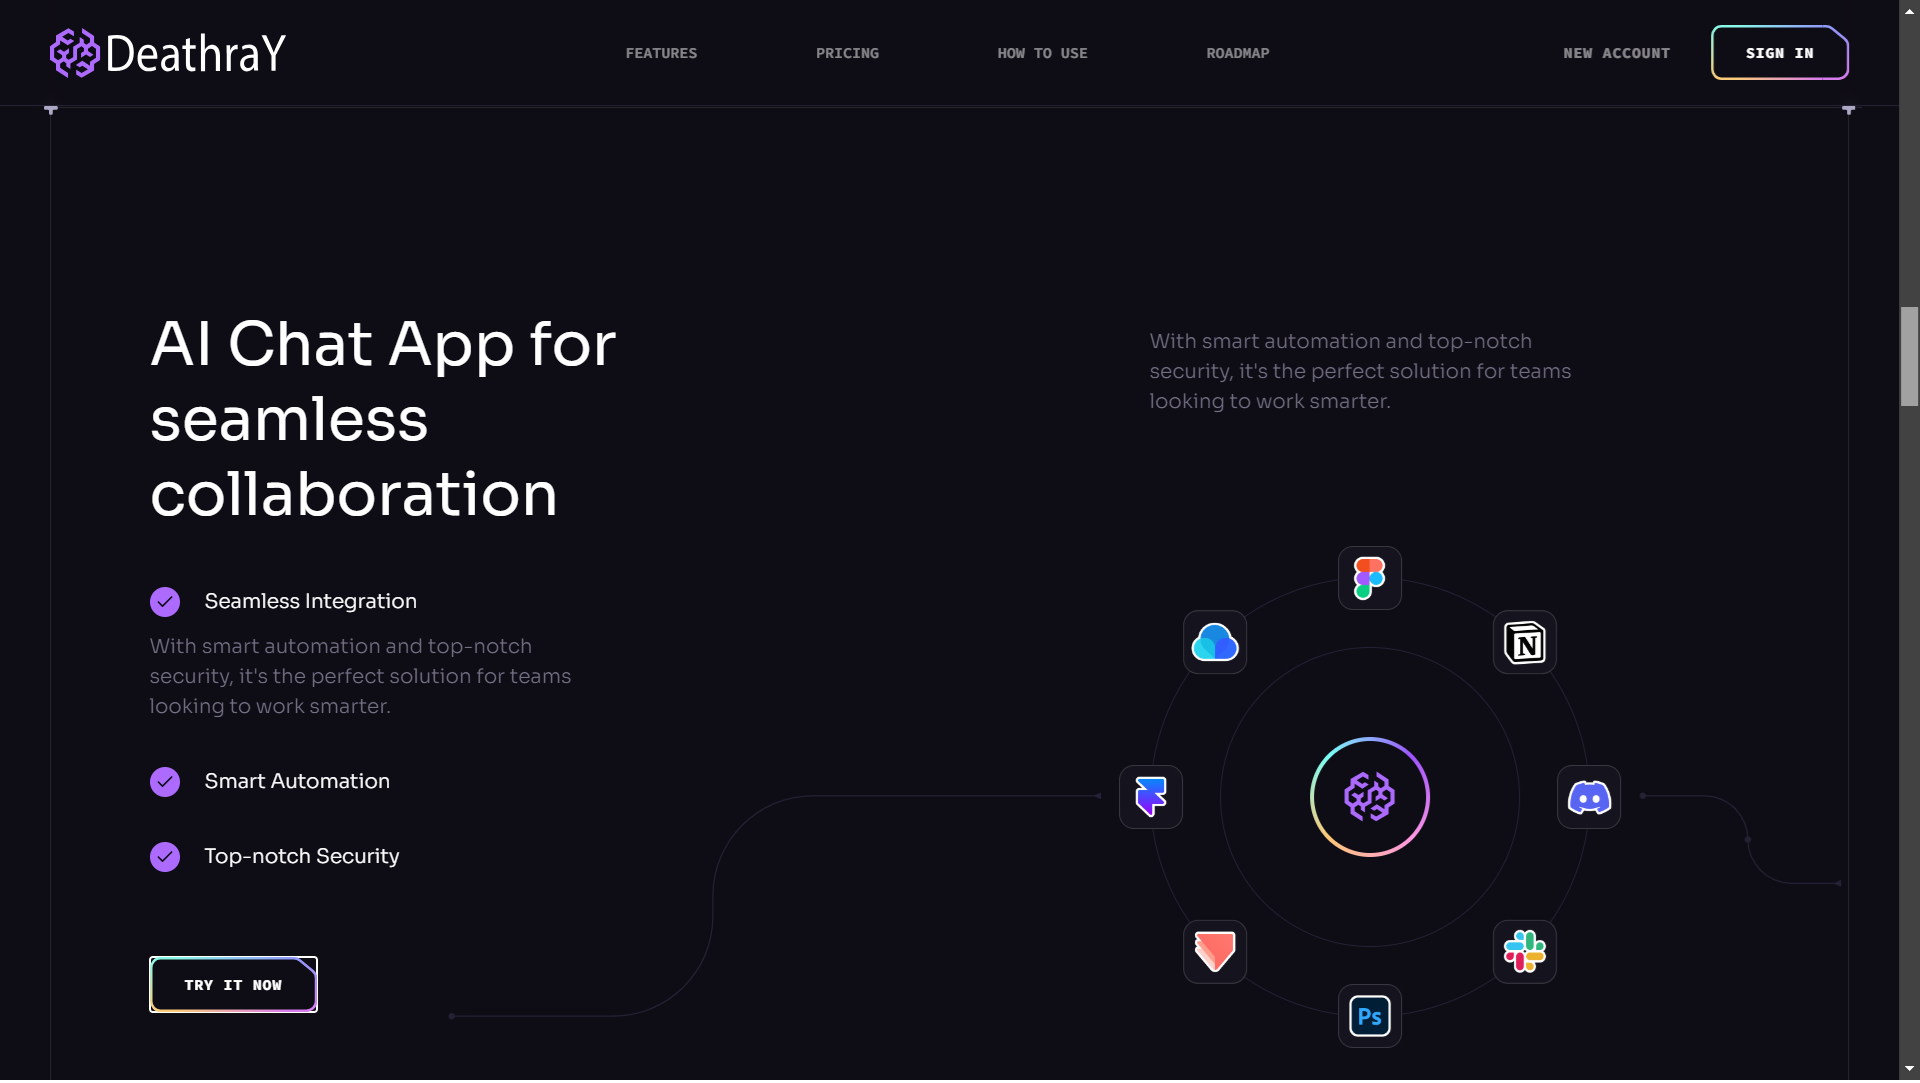 DeathraY
FEATURES
PRICING
HOW TO USE
ROADMAP
NEW ACCOUNT
SIGN IN
AI Chat App for
seamless
collaboration
With smart automation and top-notch
security, it's the perfect solution for teams
looking to work smarter.
Seamless Integration
With smart automation and top-notch
security, it's the perfect solution for teams
looking to work smarter.
Smart Automation
Top-notch Security
TRY IT NOW
N
Ps